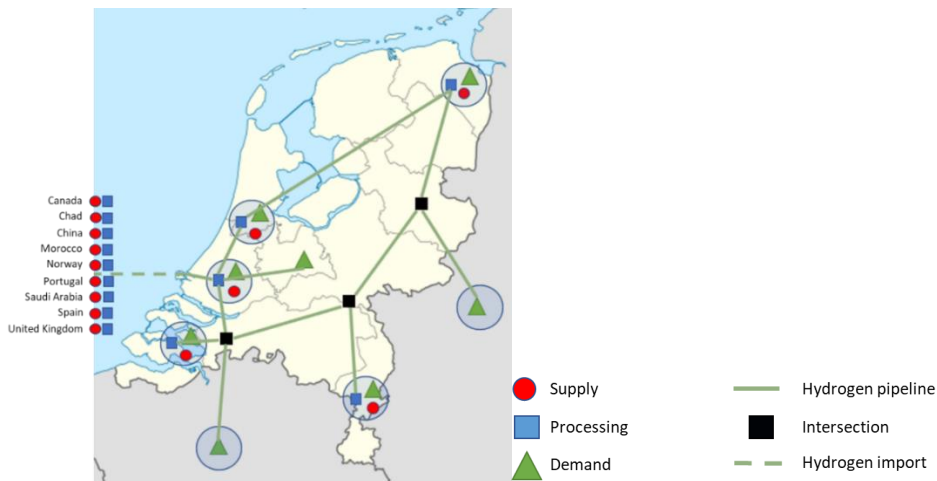 Canada
Chad
China
Morocco
Norway
Portugal
Saudi Arabia
Spain
United Kingdom
Supply
Hydrogen pipeline
Processing
Intersection
Demand
Hydrogen import